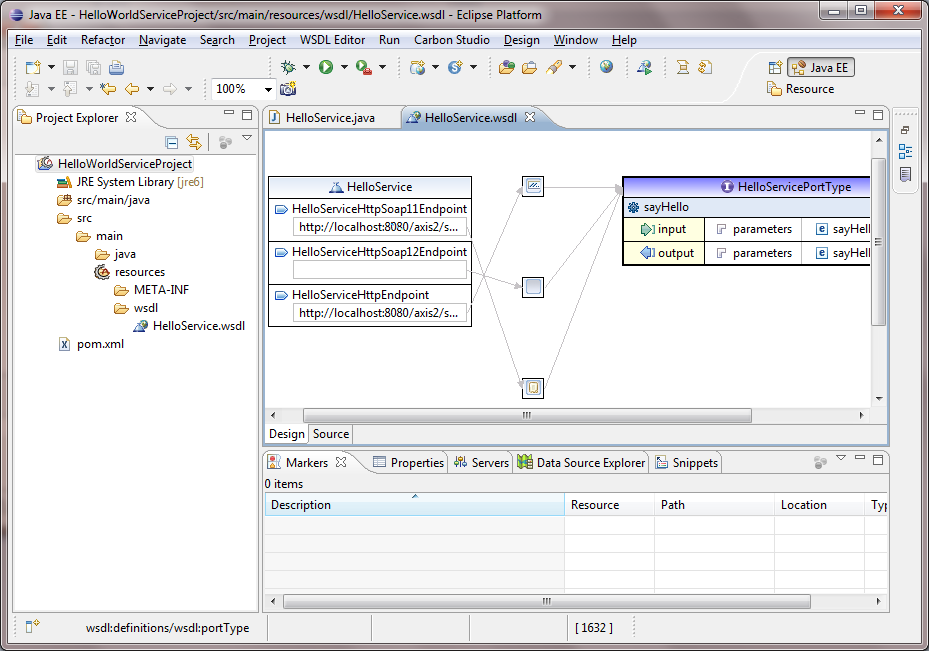 Java EE - HelloWorldServiceProject/src/main/resources/wsdl/HelloService.wsdl - Eclipse Platform
File Edit Refactor Navigate Search Project WSDL Editor Run Carbon Studio Design Window Help
Java EE
100%
Resource
Project Explorer
HelloService.java HelloService.wsdl
HelloWorldServiceProject
JRE System Library [jre6]
src/main/java
src
main
java
resources
META-INF
wsdl
HelloService.wsdl
pom.xml
HelloService
HelloServiceHttpSoap11Endpoint
http://localhost:8080/axis2/s...
HelloServiceHttpSoap12Endpoint
HelloServiceHttpEndpoint
http://localhost:8080/axis2/s...
HelloServicePortType
sayHello
input parameters sayHell
output parameters sayHell
Design Source
Markers Properties Servers Data Source Explorer Snippets
0 items
Description Resource Path Location Typ
wsdl:definitions/wsdl:portType [ 1632 ]